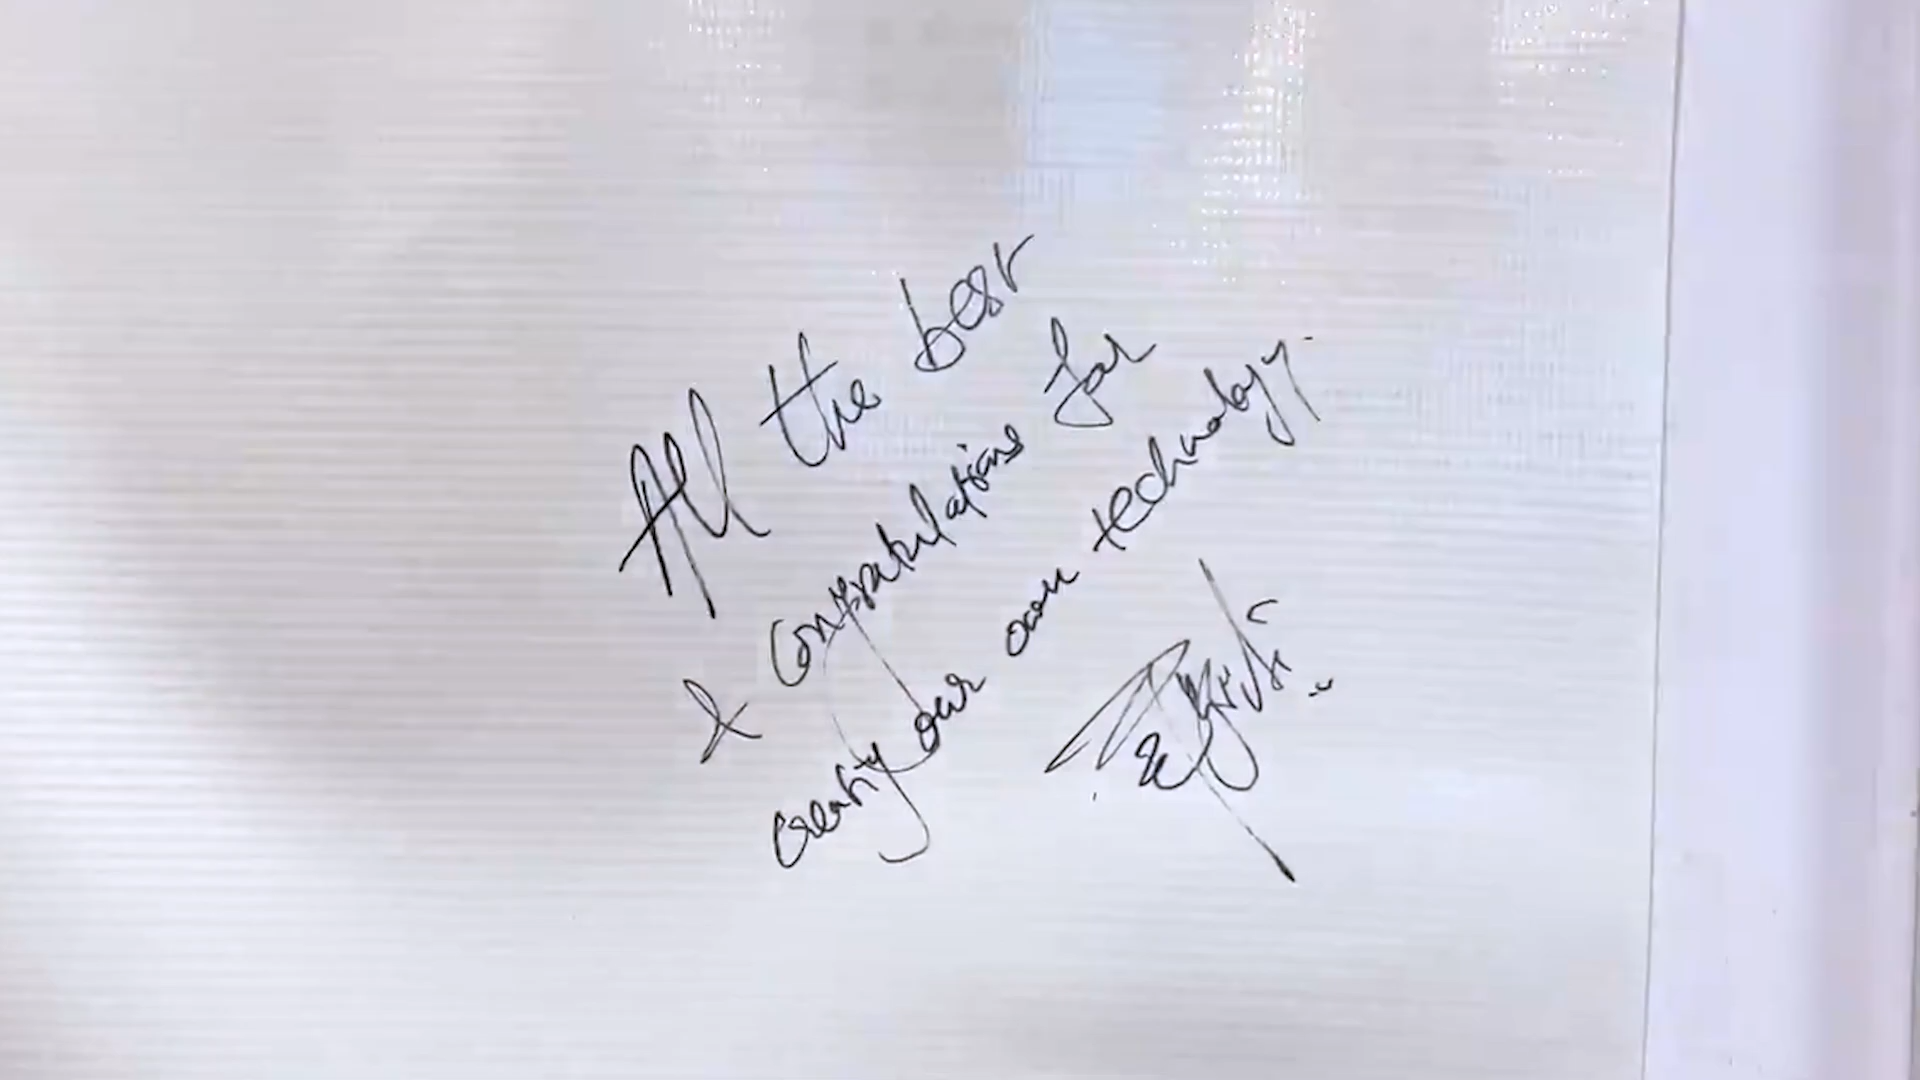 All the best
& Congratulations for
creating our own technology.